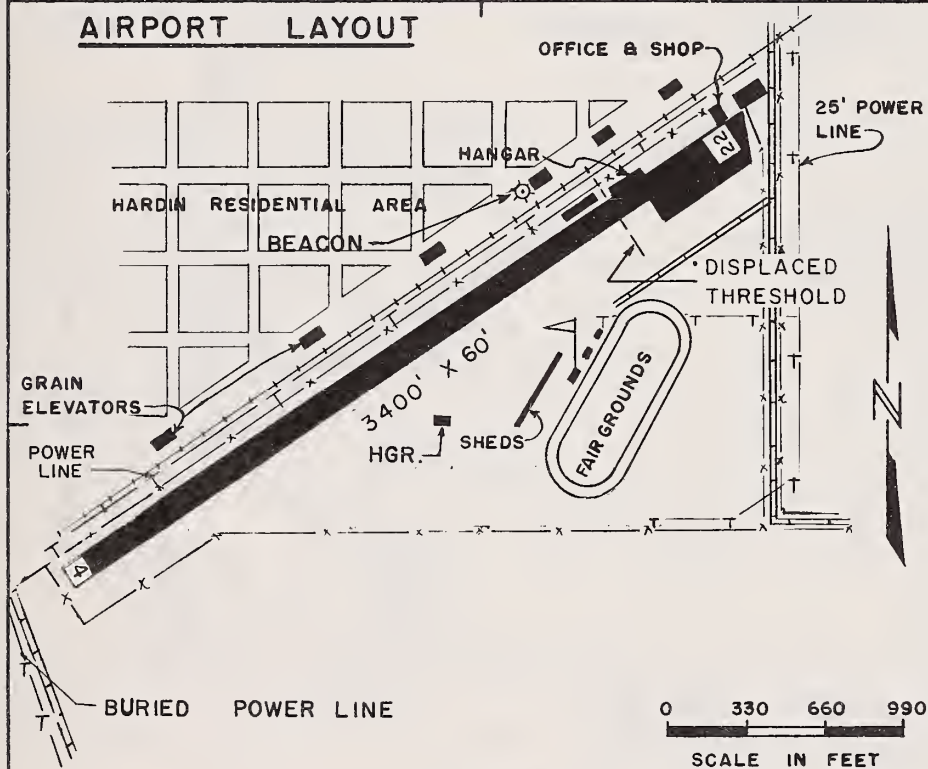 AIRPORT LAYOUT
OFFICE & SHOP
25' POWER
LINE
22
HANGAR
HARDIN RESIDENTIAL AREA
BEACON
DISPLACED
THRESHOLD
3400' X 60'
GRAIN
ELEVATORS
FAIR GROUNDS
POWER
LINE
HGR.
SHEDS
N
4
BURIED POWER LINE
0 330 660 990
SCALE IN FEET